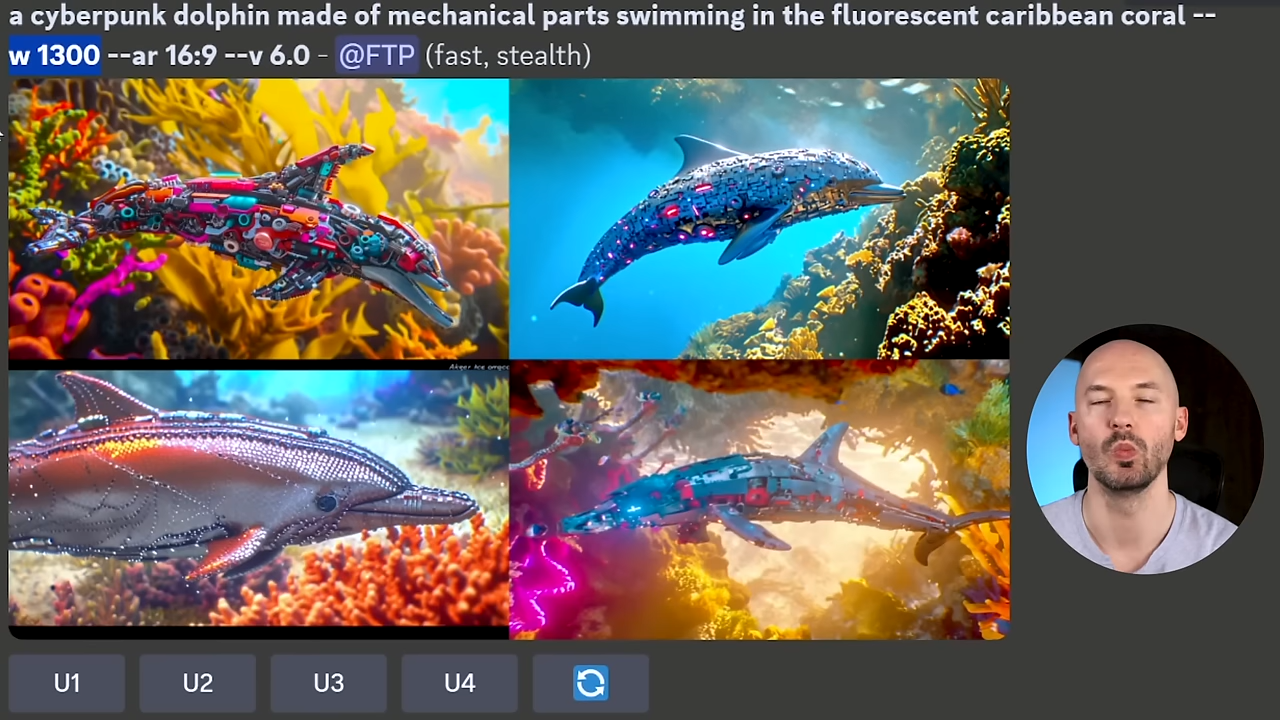 a cyberpunk dolphin made of mechanical parts swimming in the fluorescent caribbean coral --
w 1300 --ar 16:9 --v 6.0 - @FTP (fast, stealth)
U1 U2 U3 U4